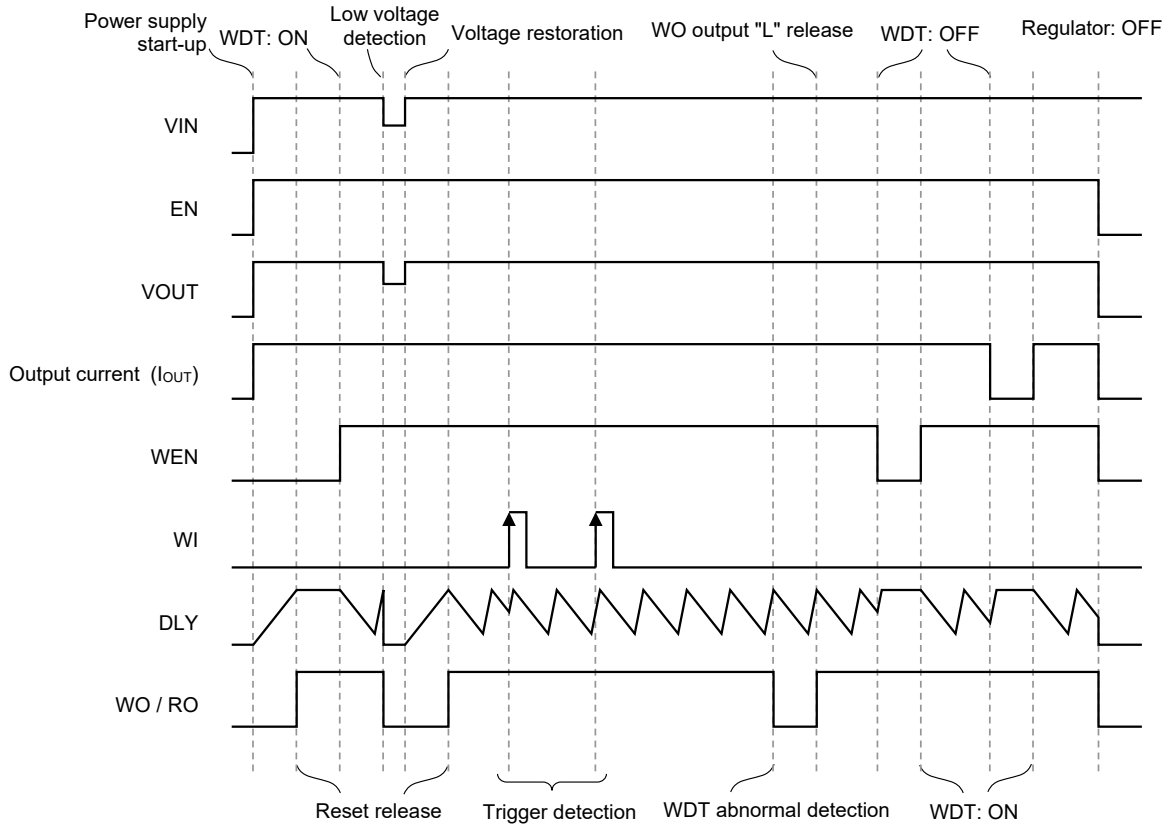 Power supply
start-up
WDT: ON
Low voltage
detection
Voltage restoration
WO output "L" release
WDT: OFF
Regulator: OFF
VIN
EN
VOUT
Output current (IOUT)
WEN
WI
DLY
WO / RO
Reset release
Trigger detection
WDT abnormal detection
WDT: ON